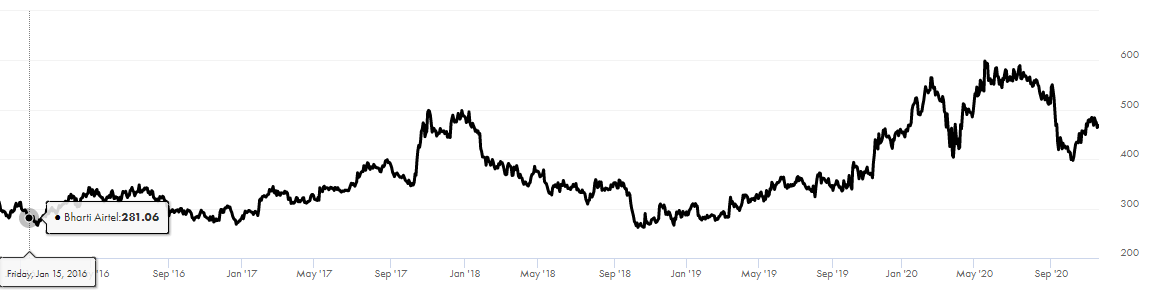 600
500
400
300
200
• Bharti Airtel:281.06
Friday, Jan 15, 2016
'16
Sep '16
Jan '17
May '17
Sep '17
Jan '18
May '18
Sep '18
Jan '19
May '19
Sep '19
Jan '20
May '20
Sep '20